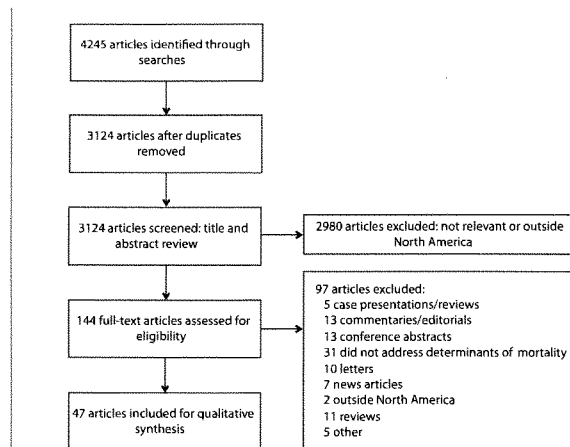 4245 articles identified through
searches
3124 articles after duplicates
removed
3124 articles screened: title and
abstract review
2980 articles excluded: not relevant or outside
North America
144 full-text articles assessed for
eligibility
97 articles excluded:
5 case presentations/reviews
13 commentaries/editorials
13 conference abstracts
31 did not address determinants of mortality
10 letters
7 news articles
2 outside North America
11 reviews
5 other
47 articles included for qualitative
synthesis